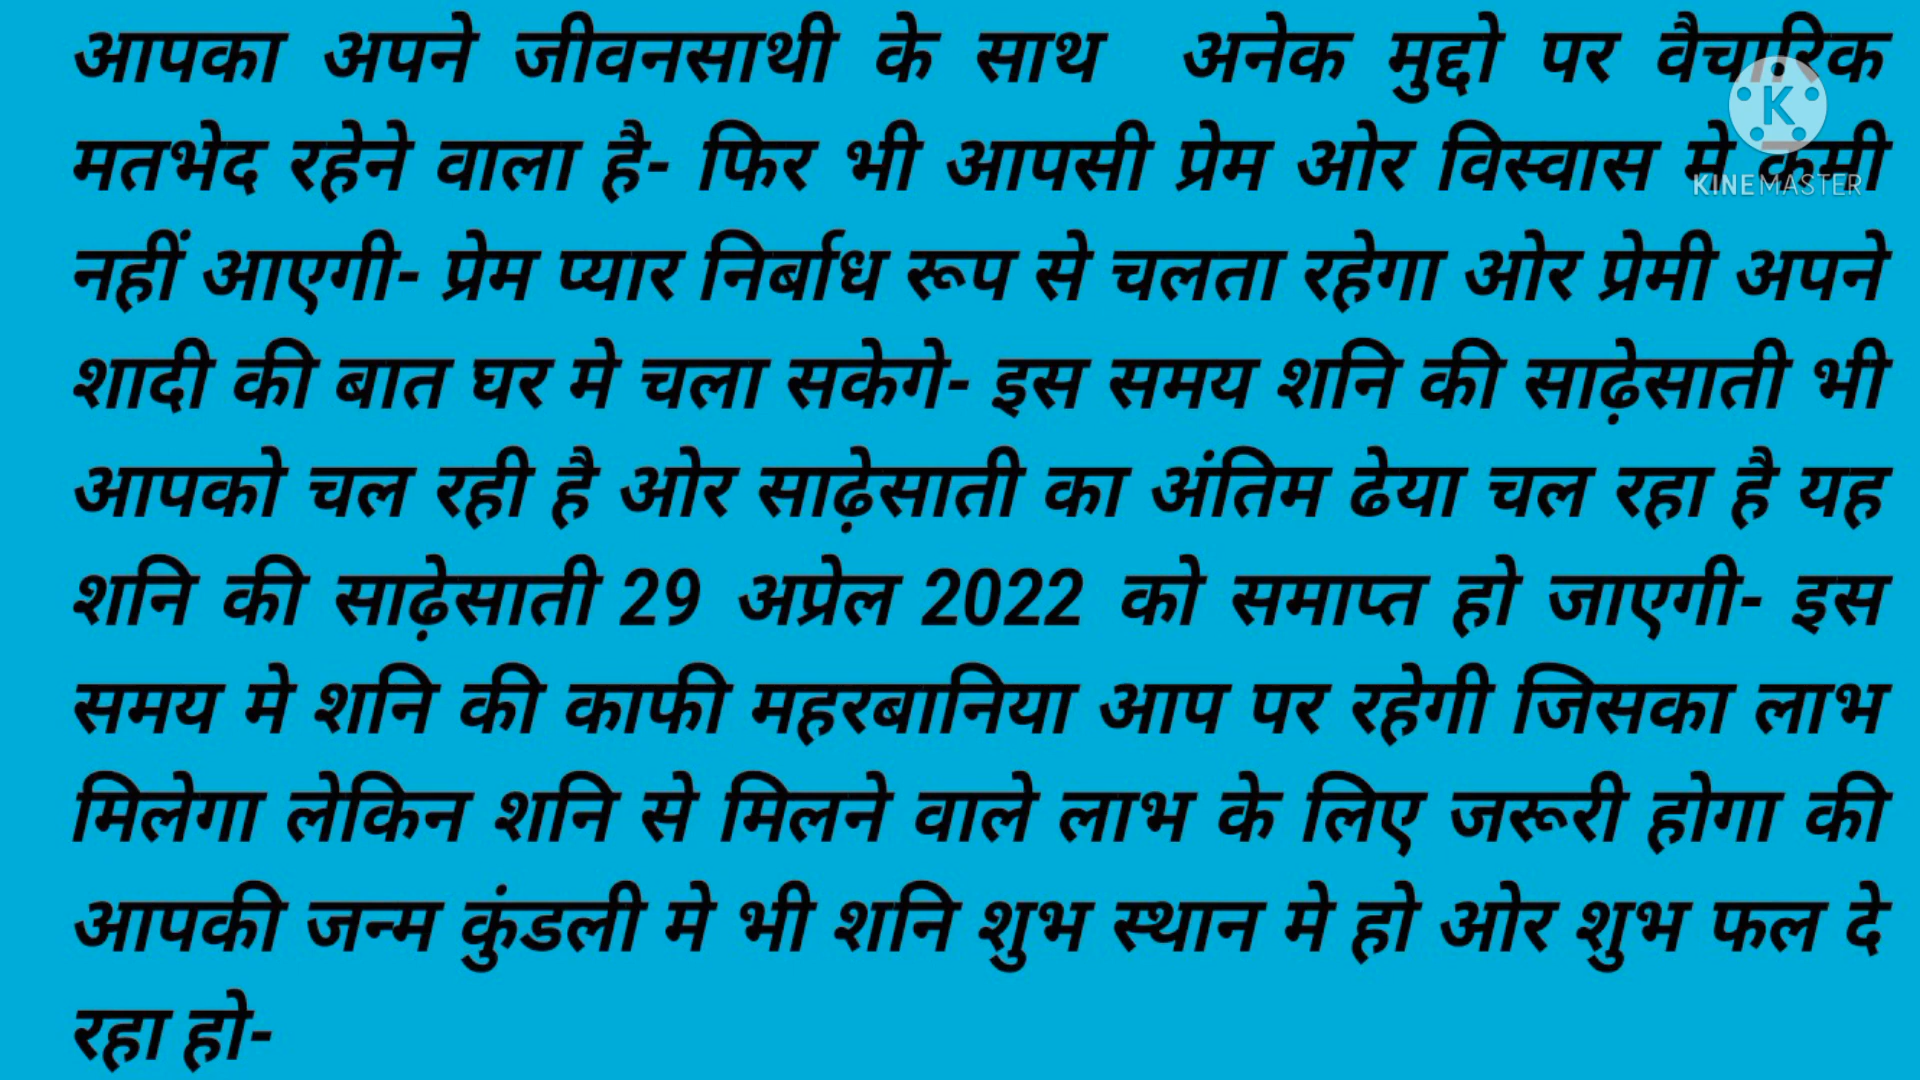 आपका अपने जीवनसाथी के साथ अनेक मुद्दो पर वैचारिक
मतभेद रहेने वाला है- फिर भी आपसी प्रेम ओर विस्वास मे कमी
नहीं आएगी- प्रेम प्यार निर्बाध रूप से चलता रहेगा ओर प्रेमी अपने
शादी की बात घर मे चला सकेगे- इस समय शनि की साढ़ेसाती भी
आपको चल रही है ओर साढ़ेसाती का अंतिम ढेया चल रहा है यह
शनि की साढ़ेसाती 29 अप्रेल 2022 को समाप्त हो जाएगी- इस
समय मे शनि की काफी महरबानिया आप पर रहेगी जिसका लाभ
मिलेगा लेकिन शनि से मिलने वाले लाभ के लिए जरूरी होगा की
आपकी जन्म कुंडली मे भी शनि शुभ स्थान मे हो ओर शुभ फल दे
रहा हो-
K
KINEMASTER